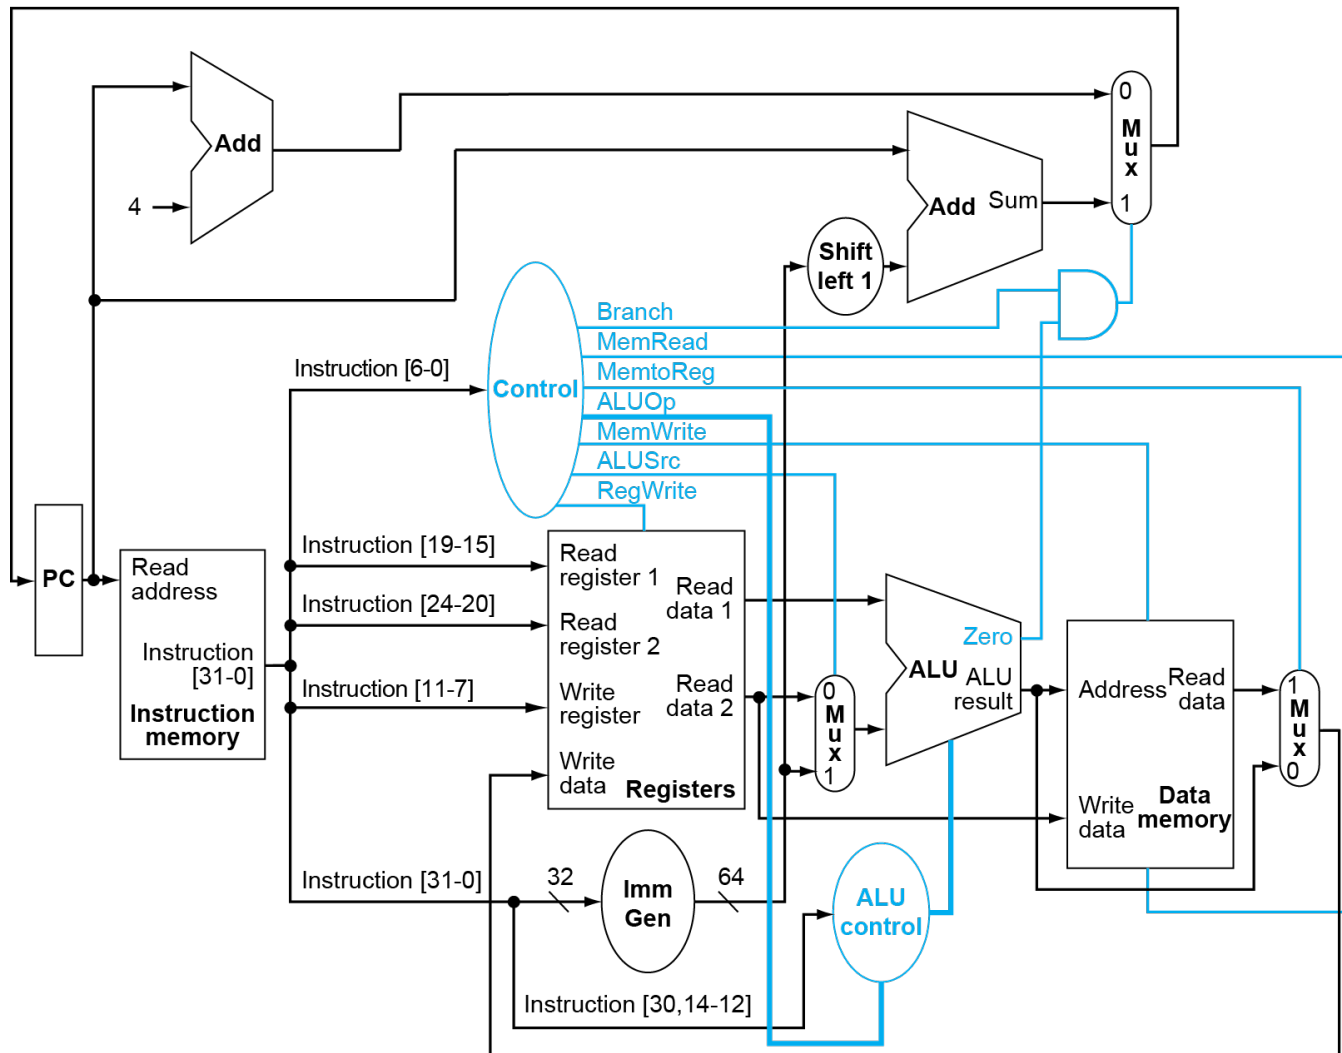 Add
4
0
M
u
x
1
Add Sum
Shift
left 1
Branch
MemRead
MemtoReg
ALUOp
MemWrite
ALUSrc
RegWrite
Instruction [6-0]
Control
PC
Read
address
Instruction
[31-0]
Instruction
memory
Instruction [19-15]
Instruction [24-20]
Instruction [11-7]
Instruction [31-0]
Read
register 1
Read
register 2
Write
register
Write
data
Read
data 1
Read
data 2
Registers
0
M
u
x
1
Zero
ALU
ALU
result
Address
Read
data
Write
data
Data
memory
1
M
u
x
0
32
Imm
Gen
64
ALU
control
Instruction [30,14-12]